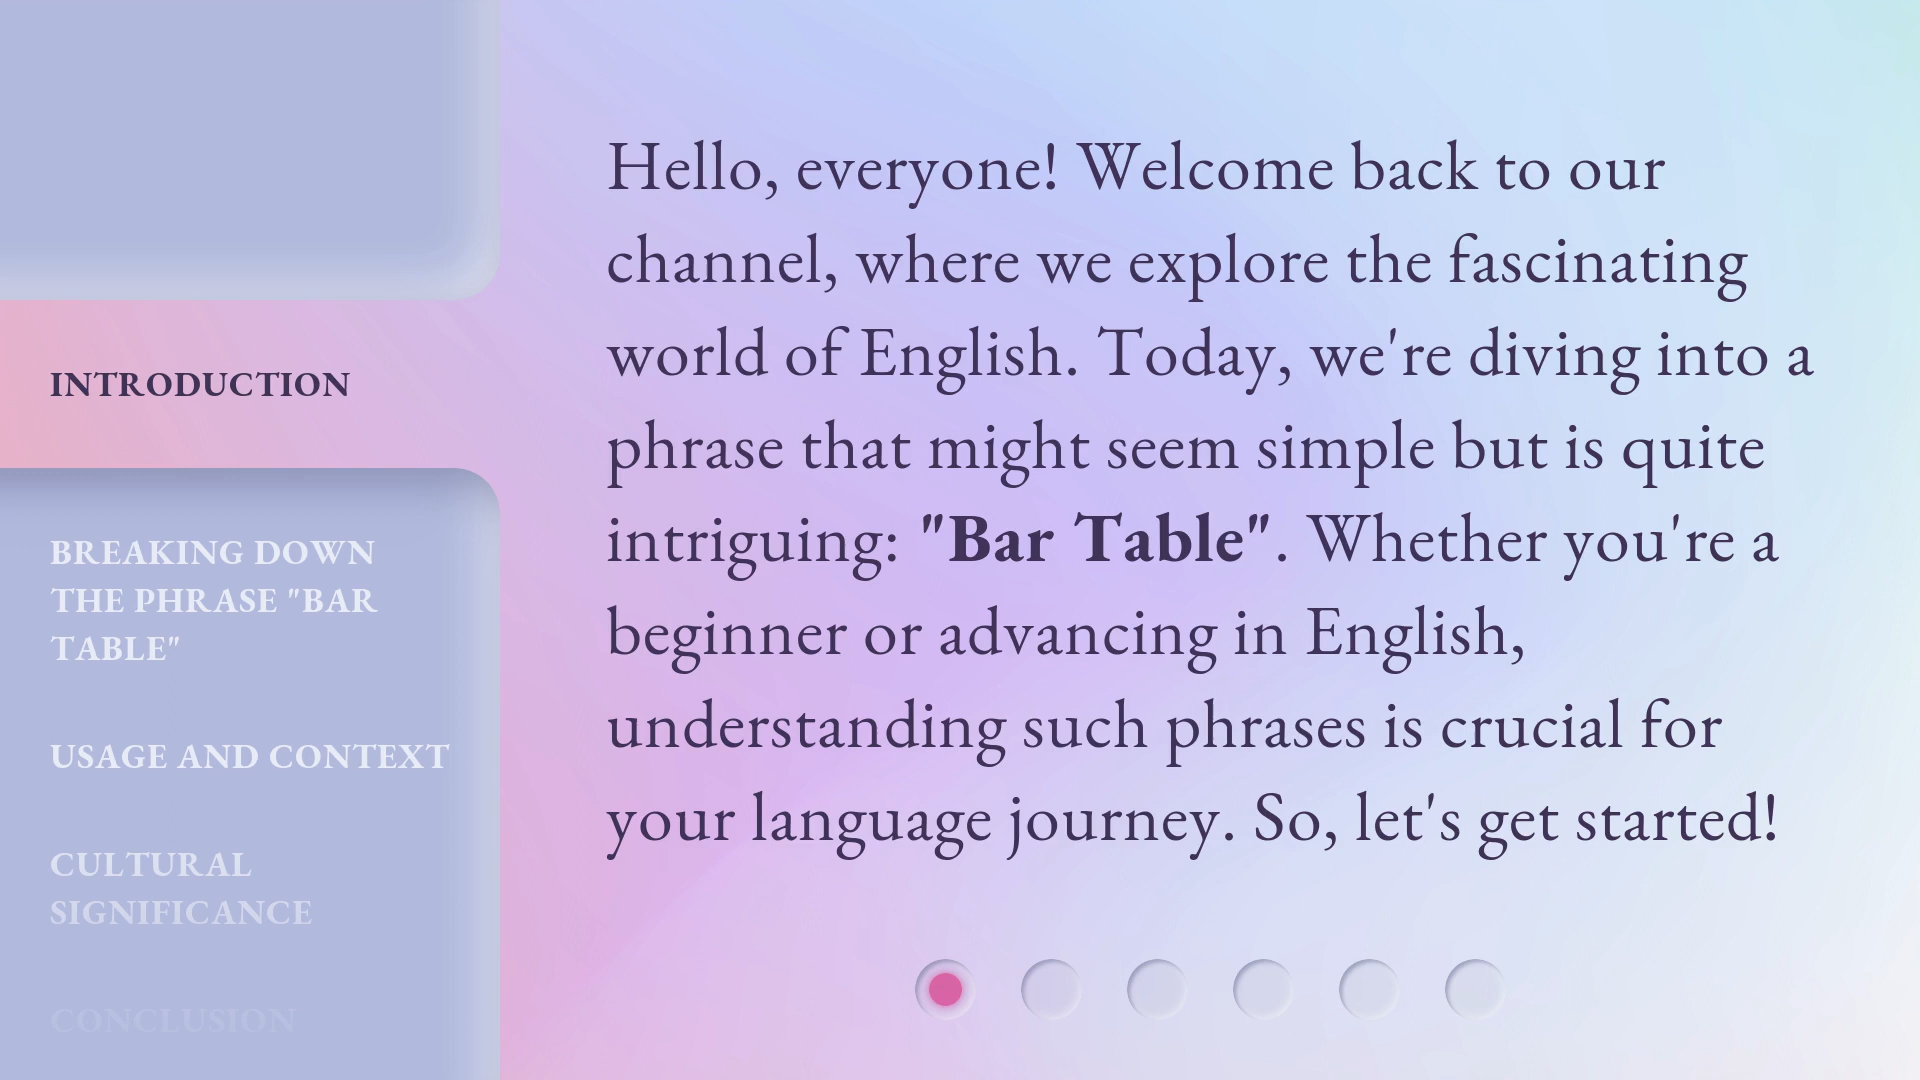 INTRODUCTION
BREAKING DOWN
THE PHRASE "BAR
TABLE"
USAGE AND CONTEXT
CULTURAL
SIGNIFICANCE
CONCLUSION
Hello, everyone! Welcome back to our
channel, where we explore the fascinating
world of English. Today, we're diving into a
phrase that might seem simple but is quite
intriguing: "Bar Table". Whether you're a
beginner or advancing in English,
understanding such phrases is crucial for
your language journey. So, let's get started!